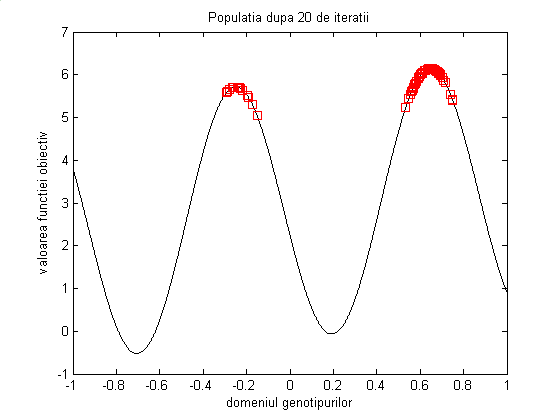 Populatia dupa 20 de iteratii
7
6
5
4
3
2
1
0
-1
valoarea functiei obiectiv
-1 -0.8 -0.6 -0.4 -0.2 0 0.2 0.4 0.6 0.8 1
domeniul genotipurilor